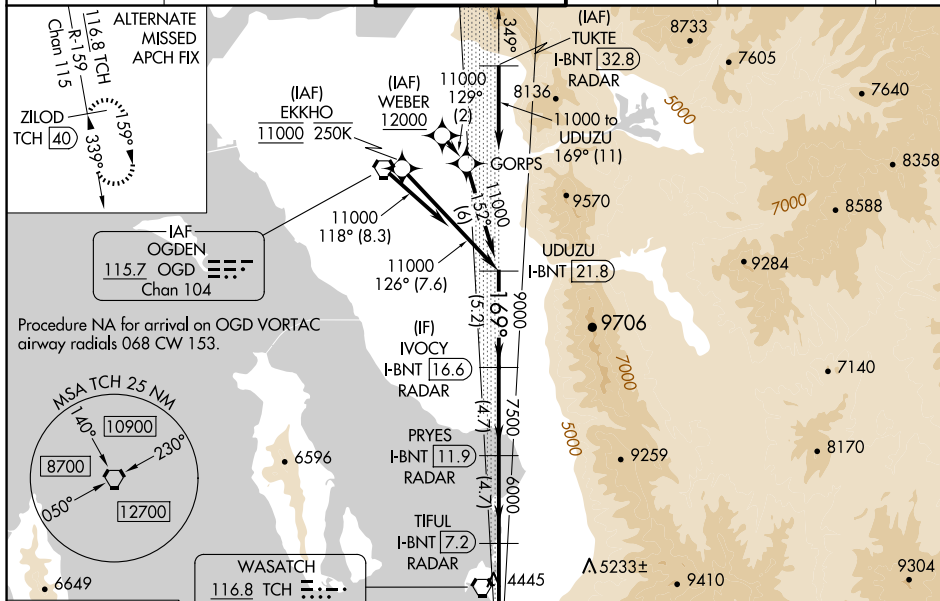 ALTERNATE
MISSED
APCH FIX
116.8 TCH
R-159
Chan 115
ZILOD
TCH 40
159°
339°
(IAF)
EKKHO
11000 250K
(IAF)
WEBER
12000
11000
129°
(2)
349°
(IAF)
TUKTE
I-BNT 32.8
RADAR
11000 to
UDUZU
169° (11)
GORPS
11000
152°
(6)
11000
118° (8.3)
11000
126° (7.6)
IAF
OGDEN
115.7 OGD
Chan 104
Procedure NA for arrival on OGD VORTAC
airway radials 068 CW 153.
UDUZU
I-BNT 21.8
169°
9000
(5.2)
(IF)
IVOCY
I-BNT 16.6
RADAR
7500
(4.7)
PRYES
I-BNT 11.9
RADAR
6000
(4.7)
TIFUL
I-BNT 7.2
RADAR
MSA TCH 25 NM
140°
10900
230°
8700
050°
12700
WASATCH
116.8 TCH
4445
6596
6649
8733
7605
8136
5000
7640
8358
9570
7000
8588
9284
9706
7000
7140
5000
9259
8170
5233±
9410
9304